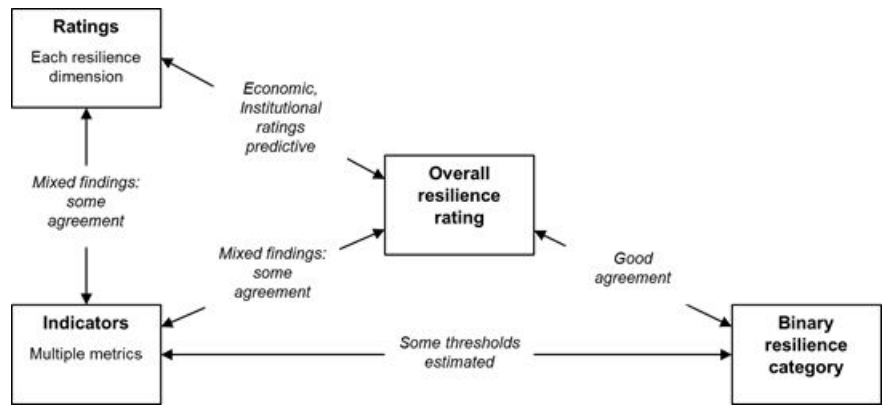 Ratings
Each resilience
dimension
Economic,
Institutional
ratings
predictive
Mixed findings:
some
agreement
Overall
resilience
rating
Mixed findings:
some
agreement
Good
agreement
Indicators
Multiple metrics
Some thresholds
estimated
Binary
resilience
category